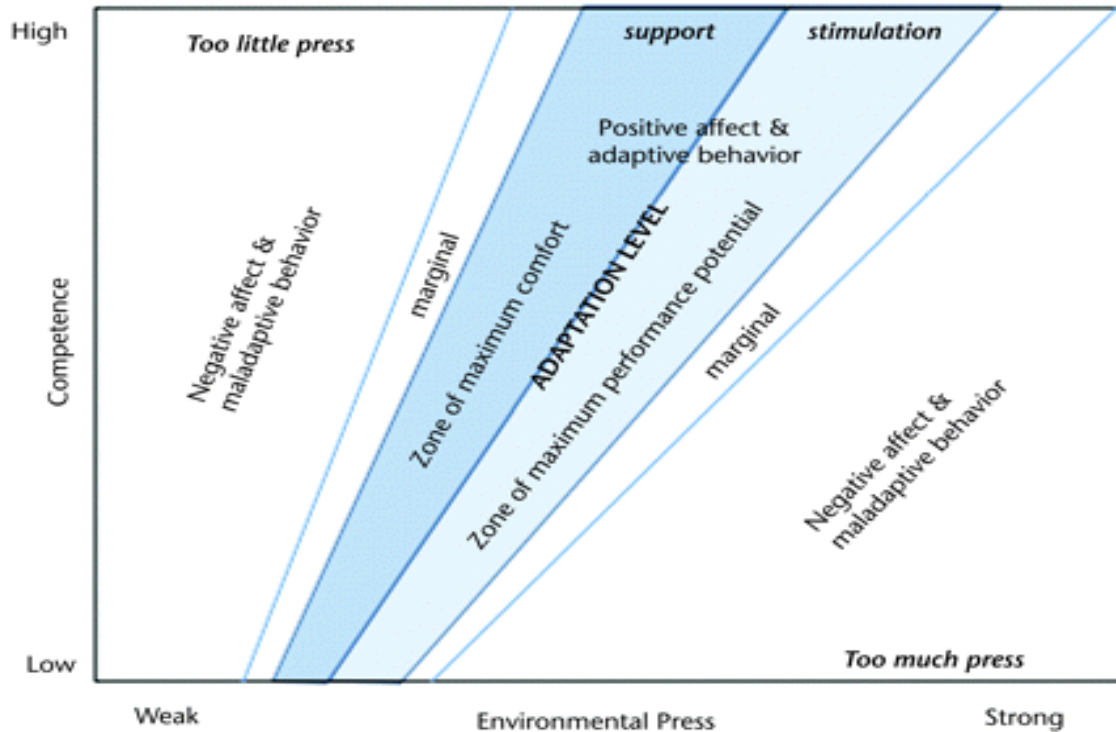 High
Too little press
support
stimulation
Positive affect &
adaptive behavior
Competence
Negative affect &
maladaptive behavior
marginal
Zone of maximum comfort
ADAPTATION LEVEL
Zone of maximum performance potential
marginal
Negative affect &
maladaptive behavior
Low
Too much press
Weak
Environmental Press
Strong